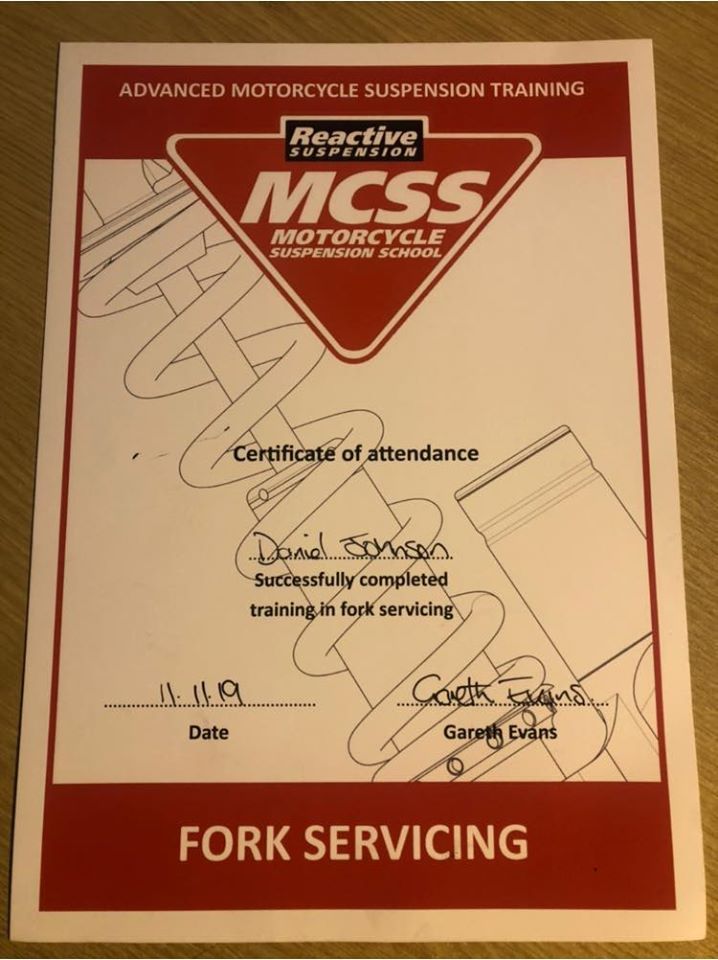 ADVANCED MOTORCYCLE SUSPENSION TRAINING
Reactive
SUSPENSION
MCSS
MOTORCYCLE
SUSPENSION SCHOOL
Certificate of attendance
Daniel Johnson
Successfully completed
training in fork servicing
11.11.19 Gareth Evans
Date Gareth Evans
FORK SERVICING